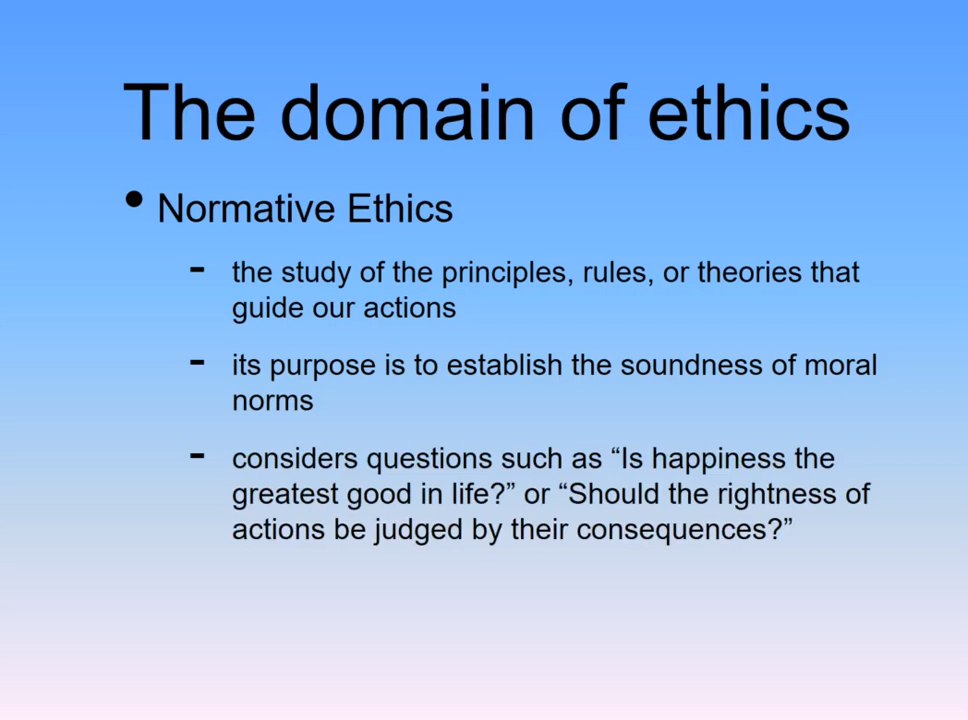 The domain of ethics
• Normative Ethics
- the study of the principles, rules, or theories that
guide our actions
- its purpose is to establish the soundness of moral
norms
- considers questions such as “Is happiness the
greatest good in life?” or “Should the rightness of
actions be judged by their consequences?”